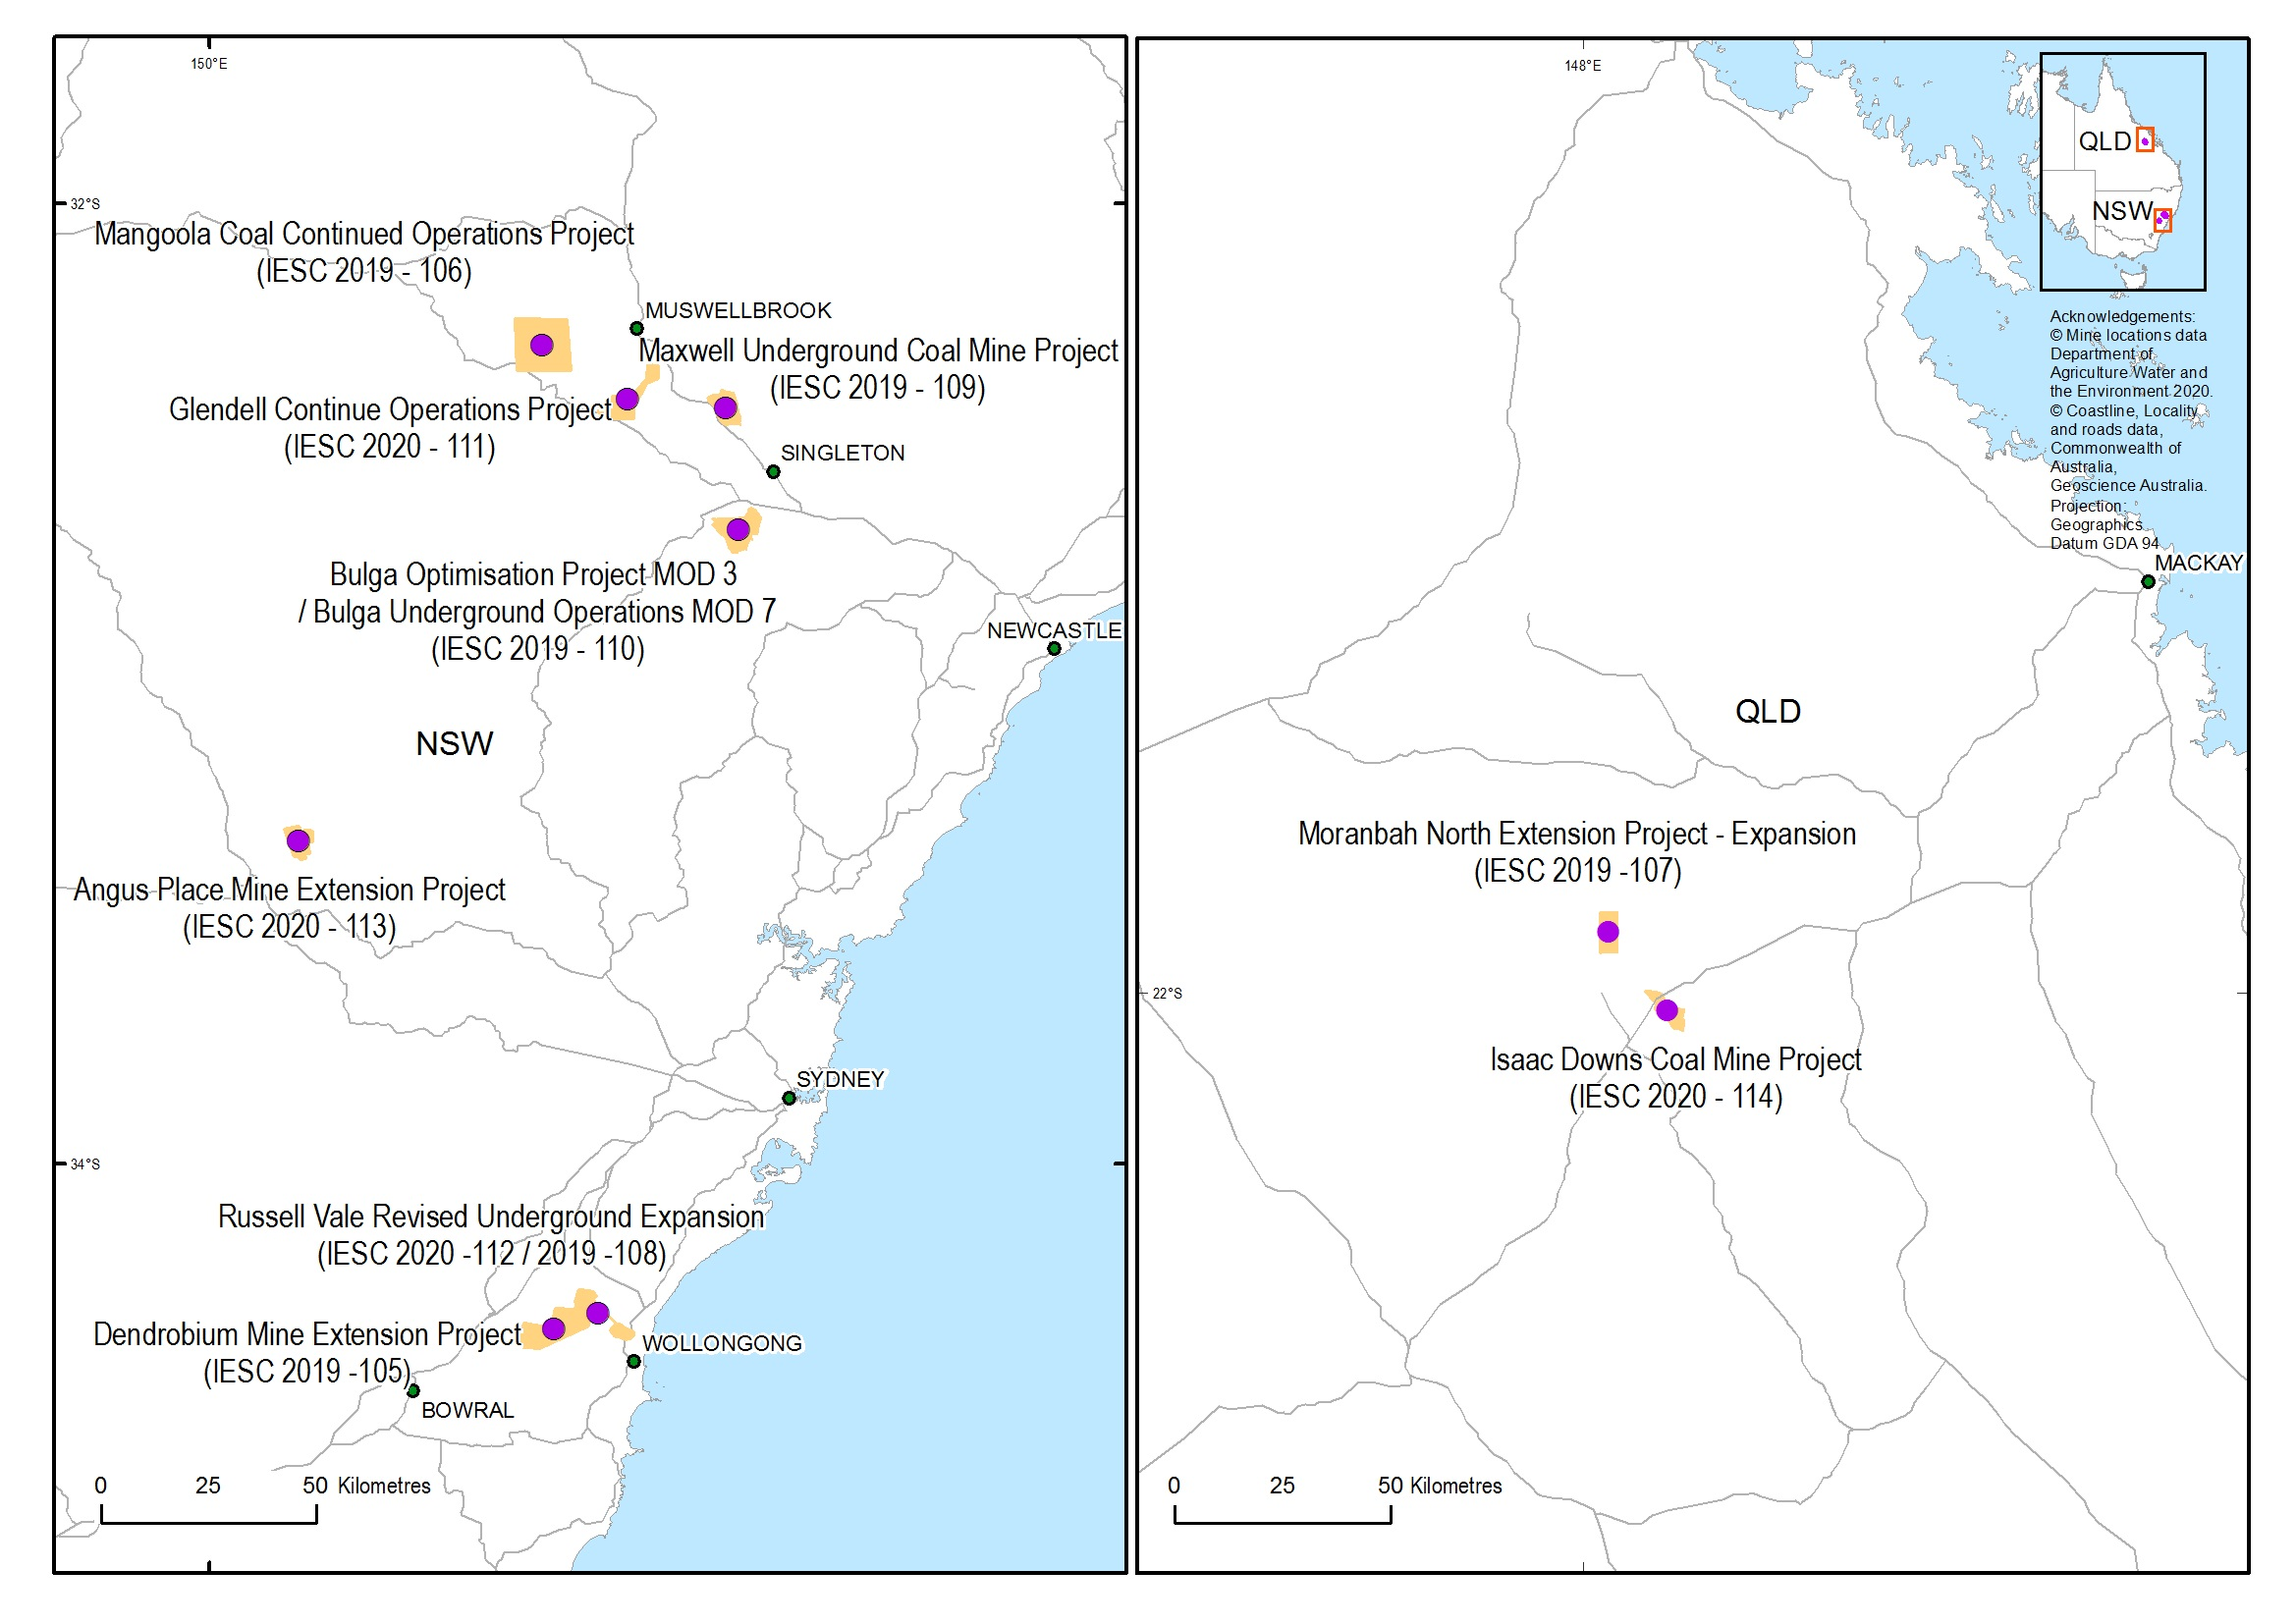 150°E
32°S
Mangoola Coal Continued Operations Project
(IESC 2019 - 106)
MUSWELLBROOK
Maxwell Underground Coal Mine Project
(IESC 2019 - 109)
Glendell Continue Operations Project
(IESC 2020 - 111)
SINGLETON
Bulga Optimisation Project MOD 3
/ Bulga Underground Operations MOD 7
(IESC 2019 - 110)
NEWCASTLE
NSW
Angus Place Mine Extension Project
(IESC 2020 - 113)
SYDNEY
34°S
Russell Vale Revised Underground Expansion
(IESC 2020 -112 / 2019 -108)
Dendrobium Mine Extension Project
(IESC 2019 -105)
WOLLONGONG
BOWRAL
0 25 50 Kilometres
148°E
QLD
NSW
Acknowledgements:
© Mine locations data
Department of
Agriculture Water and
the Environment 2020.
© Coastline, Locality
and roads data,
Commonwealth of
Australia,
Geoscience Australia.
Projection:
Geographics
Datum GDA 94
MACKAY
QLD
Moranbah North Extension Project - Expansion
(IESC 2019 -107)
22°S
Isaac Downs Coal Mine Project
(IESC 2020 - 114)
0 25 50 Kilometres